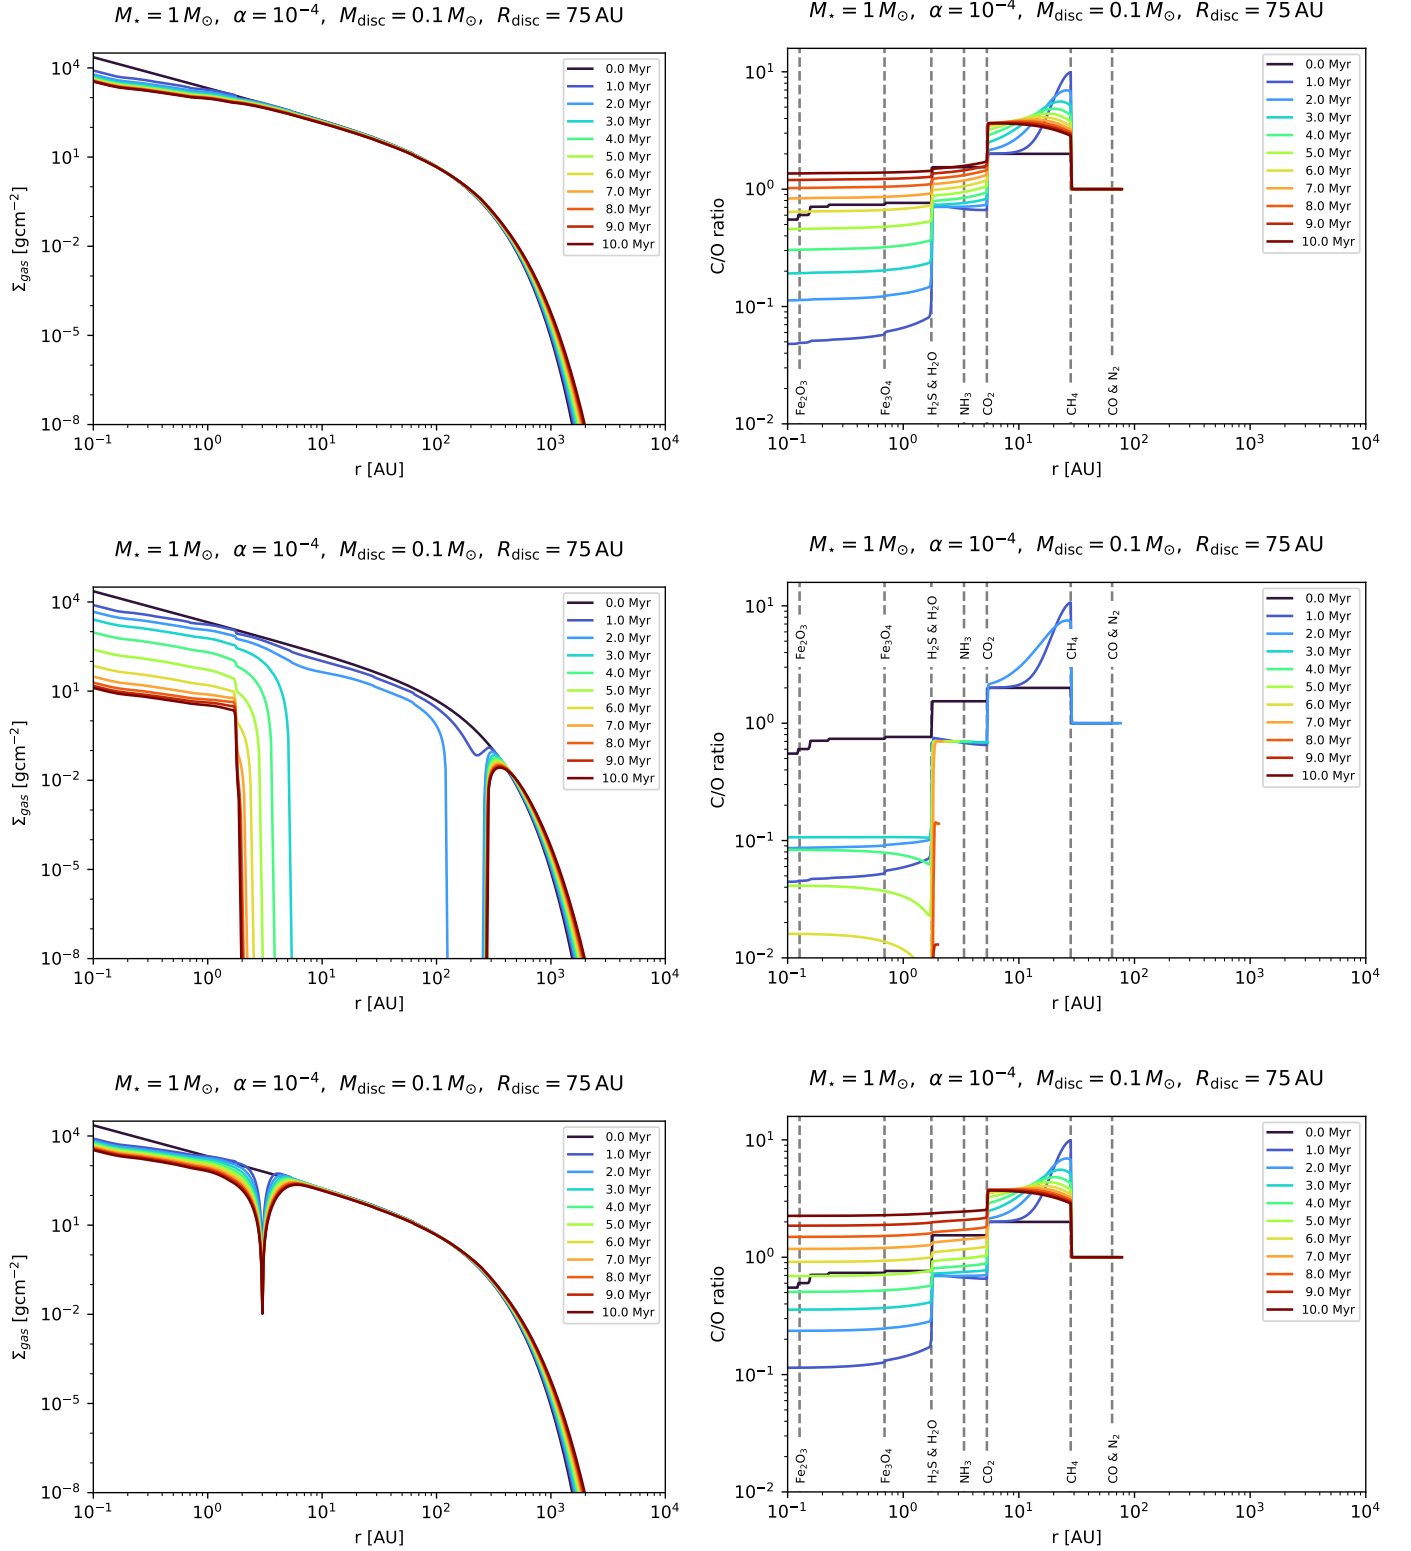 M⋆ = 1 M⊙, α = 10⁻⁴, M_disc = 0.1 M⊙, R_disc = 75 AU
Σ_gas [gcm⁻²]
10⁴
10¹
10⁻²
10⁻⁵
10⁻⁸
10⁻¹ 10⁰ 10¹ 10² 10³ 10⁴
r [AU]
0.0 Myr
1.0 Myr
2.0 Myr
3.0 Myr
4.0 Myr
5.0 Myr
6.0 Myr
7.0 Myr
8.0 Myr
9.0 Myr
10.0 Myr
M⋆ = 1 M⊙, α = 10⁻⁴, M_disc = 0.1 M⊙, R_disc = 75 AU
C/O ratio
10¹
10⁰
10⁻¹
10⁻²
10⁻¹ 10⁰ 10¹ 10² 10³ 10⁴
r [AU]
Fe₂O₃
Fe₃O₄
H₂S & H₂O
NH₃
CO₂
CH₄
CO & N₂
0.0 Myr
1.0 Myr
2.0 Myr
3.0 Myr
4.0 Myr
5.0 Myr
6.0 Myr
7.0 Myr
8.0 Myr
9.0 Myr
10.0 Myr
M⋆ = 1 M⊙, α = 10⁻⁴, M_disc = 0.1 M⊙, R_disc = 75 AU
Σ_gas [gcm⁻²]
10⁴
10¹
10⁻²
10⁻⁵
10⁻⁸
10⁻¹ 10⁰ 10¹ 10² 10³ 10⁴
r [AU]
0.0 Myr
1.0 Myr
2.0 Myr
3.0 Myr
4.0 Myr
5.0 Myr
6.0 Myr
7.0 Myr
8.0 Myr
9.0 Myr
10.0 Myr
M⋆ = 1 M⊙, α = 10⁻⁴, M_disc = 0.1 M⊙, R_disc = 75 AU
C/O ratio
10¹
10⁰
10⁻¹
10⁻²
10⁻¹ 10⁰ 10¹ 10² 10³ 10⁴
r [AU]
Fe₂O₃
Fe₃O₄
H₂S & H₂O
NH₃
CO₂
CH₄
CO & N₂
0.0 Myr
1.0 Myr
2.0 Myr
3.0 Myr
4.0 Myr
5.0 Myr
6.0 Myr
7.0 Myr
8.0 Myr
9.0 Myr
10.0 Myr
M⋆ = 1 M⊙, α = 10⁻⁴, M_disc = 0.1 M⊙, R_disc = 75 AU
Σ_gas [gcm⁻²]
10⁴
10¹
10⁻²
10⁻⁵
10⁻⁸
10⁻¹ 10⁰ 10¹ 10² 10³ 10⁴
r [AU]
0.0 Myr
1.0 Myr
2.0 Myr
3.0 Myr
4.0 Myr
5.0 Myr
6.0 Myr
7.0 Myr
8.0 Myr
9.0 Myr
10.0 Myr
M⋆ = 1 M⊙, α = 10⁻⁴, M_disc = 0.1 M⊙, R_disc = 75 AU
C/O ratio
10¹
10⁰
10⁻¹
10⁻²
10⁻¹ 10⁰ 10¹ 10² 10³ 10⁴
r [AU]
Fe₂O₃
Fe₃O₄
H₂S & H₂O
NH₃
CO₂
CH₄
CO & N₂
0.0 Myr
1.0 Myr
2.0 Myr
3.0 Myr
4.0 Myr
5.0 Myr
6.0 Myr
7.0 Myr
8.0 Myr
9.0 Myr
10.0 Myr